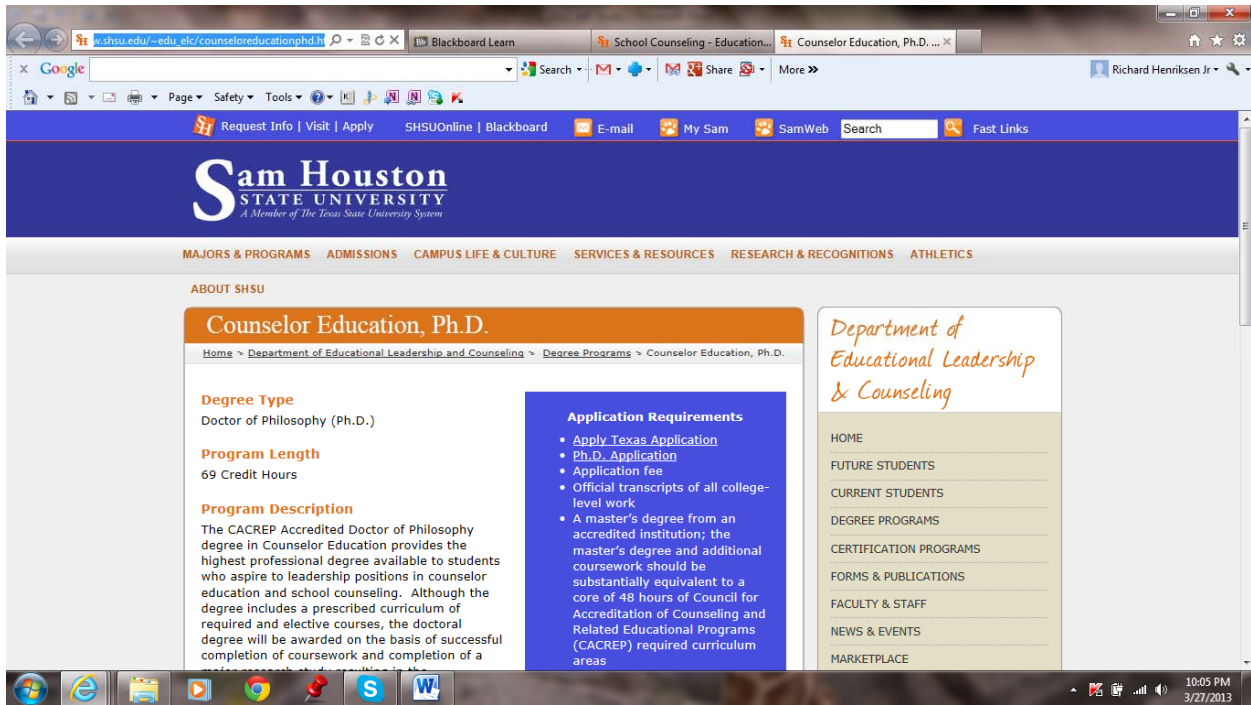 w.shsu.edu/~edu_elc/counseloreducationphd.h
Blackboard Learn
School Counseling - Education...
Counselor Education, Ph.D. ...
Google
Search
Share
More »
Richard Henriksen Jr
Page
Safety
Tools
Request Info | Visit | Apply
SHSUOnline | Blackboard
E-mail
My Sam
SamWeb
Search
Fast Links
Sam Houston
STATE UNIVERSITY
A Member of The Texas State University System
MAJORS & PROGRAMS
ADMISSIONS
CAMPUS LIFE & CULTURE
SERVICES & RESOURCES
RESEARCH & RECOGNITIONS
ATHLETICS
ABOUT SHSU
Counselor Education, Ph.D.
Home > Department of Educational Leadership and Counseling > Degree Programs > Counselor Education, Ph.D.
Degree Type
Doctor of Philosophy (Ph.D.)
Program Length
69 Credit Hours
Program Description
The CACREP Accredited Doctor of Philosophy
degree in Counselor Education provides the
highest professional degree available to students
who aspire to leadership positions in counselor
education and school counseling. Although the
degree includes a prescribed curriculum of
required and elective courses, the doctoral
degree will be awarded on the basis of successful
completion of coursework and completion of a
Application Requirements
• Apply Texas Application
• Ph.D. Application
• Application fee
• Official transcripts of all college-
level work
• A master's degree from an
accredited institution; the
master's degree and additional
coursework should be
substantially equivalent to a
core of 48 hours of Council for
Accreditation of Counseling and
Related Educational Programs
(CACREP) required curriculum
areas
Department of
Educational Leadership
& Counseling
HOME
FUTURE STUDENTS
CURRENT STUDENTS
DEGREE PROGRAMS
CERTIFICATION PROGRAMS
FORMS & PUBLICATIONS
FACULTY & STAFF
NEWS & EVENTS
MARKETPLACE
10:05 PM
3/27/2013